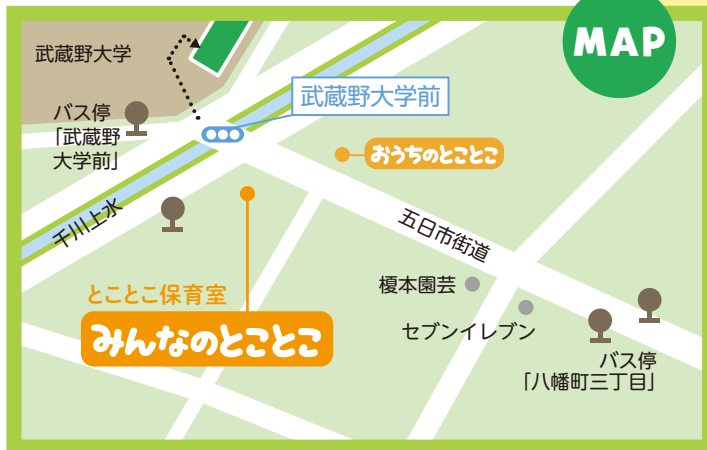 MAP
武蔵野大学
武蔵野大学前
バス停
「武蔵野
大学前」
おうちのとことこ
千川上水
五日市街道
榎本園芸
とことこ保育室
みんなのとことこ
セブンイレブン
バス停
「八幡町三丁目」